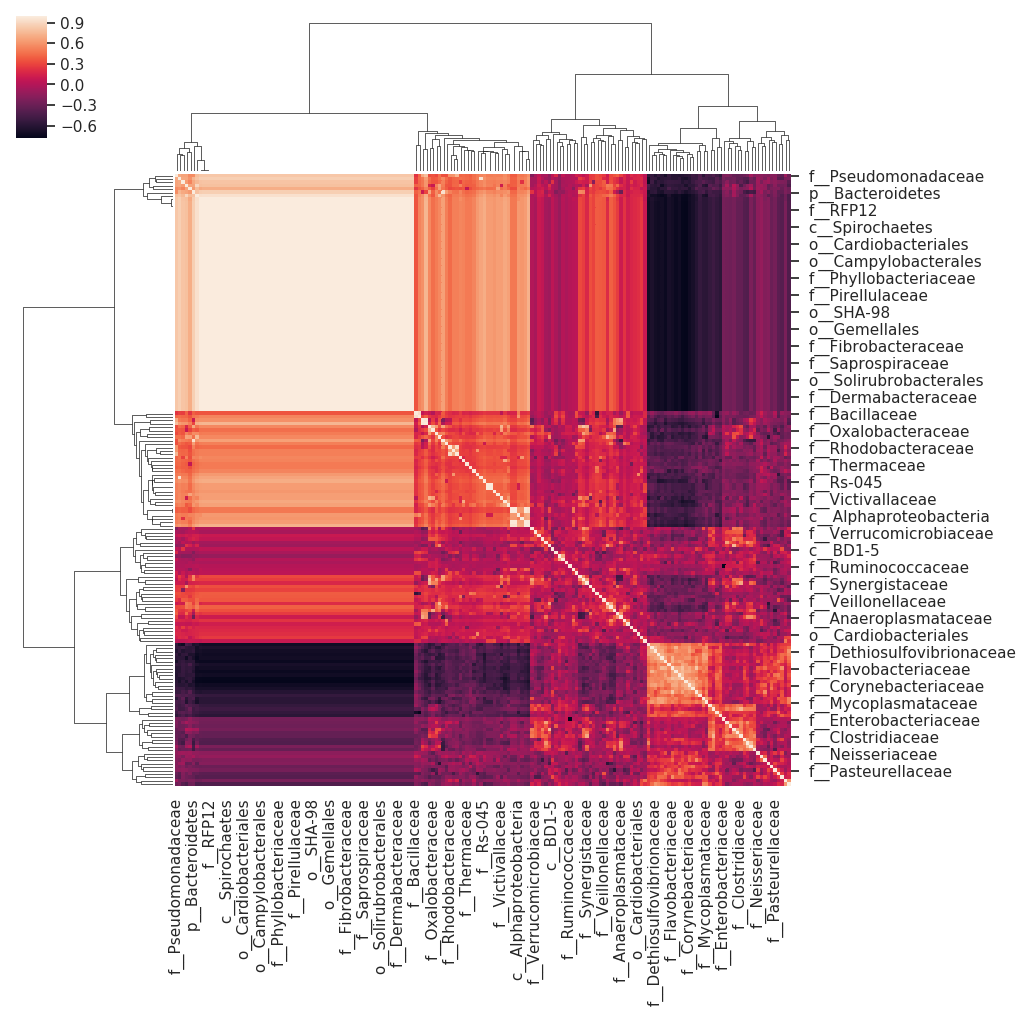 0.9
0.6
0.3
0.0
−0.3
−0.6
f__Pseudomonadaceae
p__Bacteroidetes
f__RFP12
c__Spirochaetes
o__Cardiobacteriales
o__Campylobacterales
f__Phyllobacteriaceae
f__Pirellulaceae
o__SHA-98
o__Gemellales
f__Fibrobacteraceae
f__Saprospiraceae
o__Solirubrobacterales
f__Dermabacteraceae
f__Bacillaceae
f__Oxalobacteraceae
f__Rhodobacteraceae
f__Thermaceae
f__Rs-045
f__Victivallaceae
c__Alphaproteobacteria
f__Verrucomicrobiaceae
c__BD1-5
f__Ruminococcaceae
f__Synergistaceae
f__Veillonellaceae
f__Anaeroplasmataceae
o__Cardiobacteriales
f__Dethiosulfovibrionaceae
f__Flavobacteriaceae
f__Corynebacteriaceae
f__Mycoplasmataceae
f__Enterobacteriaceae
f__Clostridiaceae
f__Neisseriaceae
f__Pasteurellaceae
f__Pseudomonadaceae
p__Bacteroidetes
f__RFP12
c__Spirochaetes
o__Cardiobacteriales
o__Campylobacterales
f__Phyllobacteriaceae
f__Pirellulaceae
o__SHA-98
o__Gemellales
f__Fibrobacteraceae
f__Saprospiraceae
o__Solirubrobacterales
f__Dermabacteraceae
f__Bacillaceae
f__Oxalobacteraceae
f__Rhodobacteraceae
f__Thermaceae
f__Rs-045
f__Victivallaceae
c__Alphaproteobacteria
f__Verrucomicrobiaceae
c__BD1-5
f__Ruminococcaceae
f__Synergistaceae
f__Veillonellaceae
f__Anaeroplasmataceae
o__Cardiobacteriales
f__Dethiosulfovibrionaceae
f__Flavobacteriaceae
f__Corynebacteriaceae
f__Mycoplasmataceae
f__Enterobacteriaceae
f__Clostridiaceae
f__Neisseriaceae
f__Pasteurellaceae